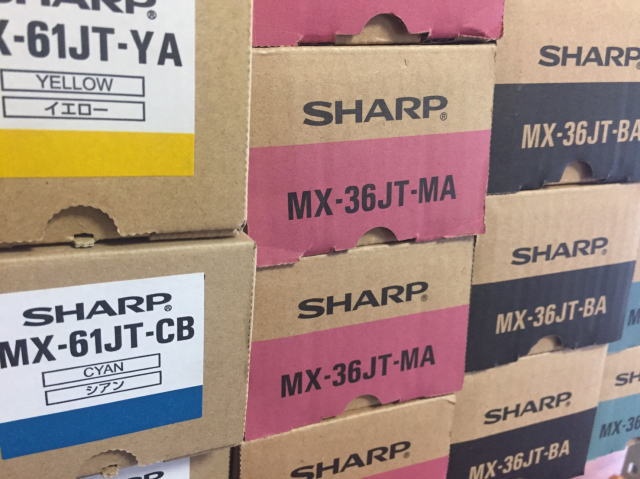 SHARP
X-61JT-YA
YELLOW
イエロー
SHARP
MX-61JT-CB
CYAN
シアン
SHARP
MX-36JT-MA
SHARP
MX-36JT-MA
SHARP
SHARP
MX-36JT-BA
SHARP
MX-36JT-BA
SHARP
MX-36JT-BA
SH
MX-36